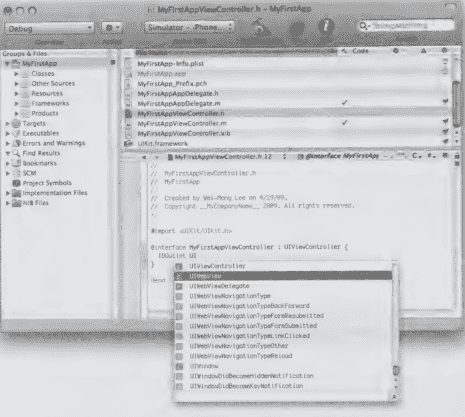 MyFirstAppViewController.h - MyFirstApp
Debug
Simulator - iPhone...
Groups & Files
MyFirstApp
Classes
Other Sources
Resources
Frameworks
Products
Targets
Executables
Errors and Warnings
Find Results
Bookmarks
SCM
Project Symbols
Implementation Files
NIB Files
File Name
Code
MyFirstApp-Info.plist
MyFirstApp.app
MyFirstApp_Prefix.pch
MyFirstAppAppDelegate.h
MyFirstAppAppDelegate.m
MyFirstAppViewController.h
MyFirstAppViewController.m
MyFirstAppViewController.xib
UIKit.framework
MyFirstAppViewController.h:12
@interface MyFirstApp
//
// MyFirstAppViewController.h
// MyFirstApp
//
// Created by Wei-Meng Lee on 4/29/09.
// Copyright __MyCompanyName__ 2009. All rights reserved.
//
#import <UIKit/UIKit.h>
@interface MyFirstAppViewController : UIViewController {
IBOutlet UI
}
@end
UIViewController
UIWebView
UIWebViewDelegate
UIWebViewNavigationType
UIWebViewNavigationTypeBackForward
UIWebViewNavigationTypeFormResubmitted
UIWebViewNavigationTypeFormSubmitted
UIWebViewNavigationTypeLinkClicked
UIWebViewNavigationTypeOther
UIWebViewNavigationTypeReload
UIWindow
UIWindowDidBecomeHiddenNotification
UIWindowDidBecomeKeyNotification